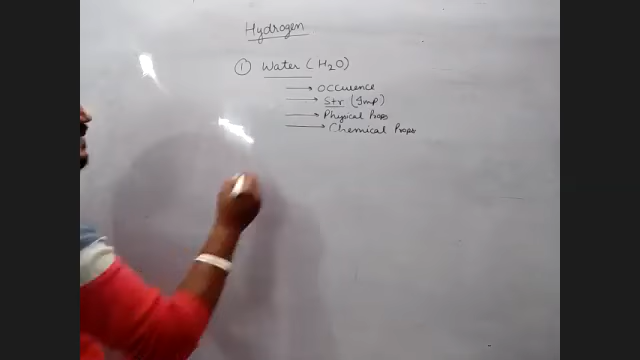 Hydrogen
① Water (H₂O)
→ Occurence
→ Str (Imp)
→ Physical Props
→ Chemical Props